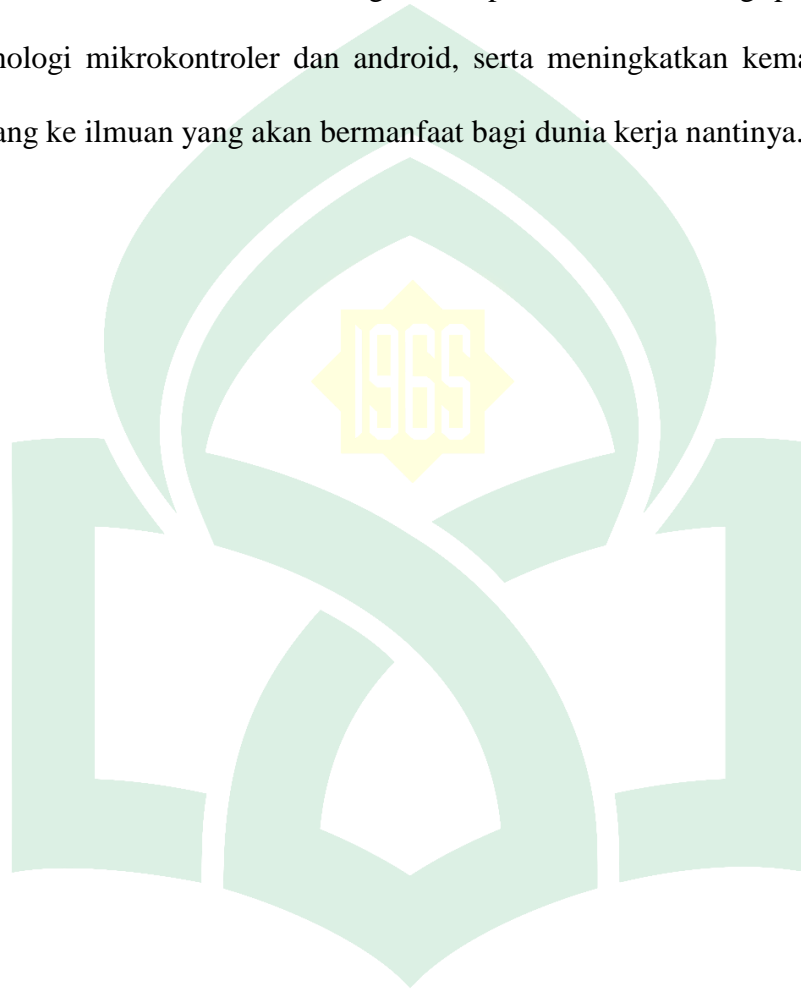 nologi mikrokontroler dan android, serta meningkatkan kema
ang ke ilmuan yang akan bermanfaat bagi dunia kerja nantinya.
1965